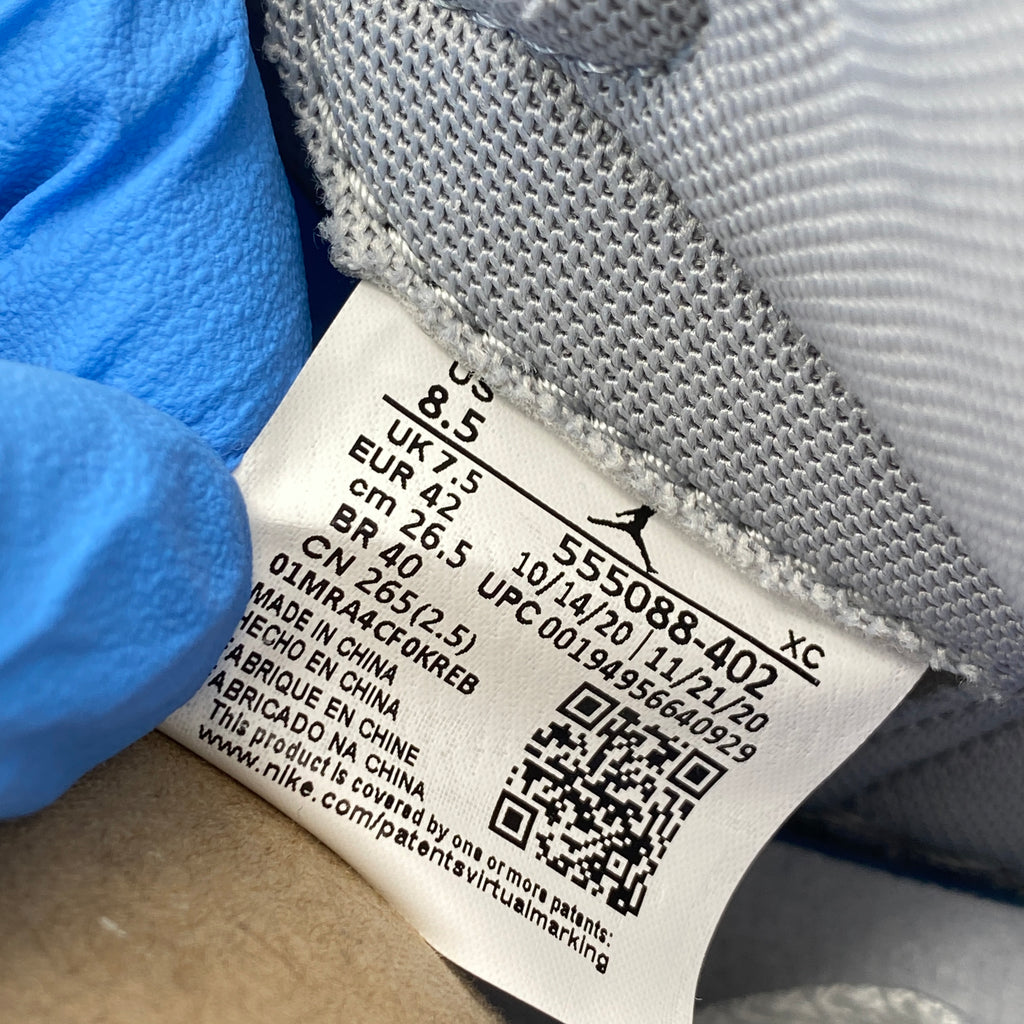 US
8.5
UK 7.5
EUR 42
cm 26.5
BR 40
CN 265(2.5)
01MRA4CF0KREB
MADE IN CHINA
HECHO EN CHINA
FABRIQUE EN CHINE
FABRICADO NA CHINA
This product is covered by one or more patents:
www.nike.com/patentsvirtualmarking
XC
555088-402
10/14/20 | 11/21/20
UPC 00194956640929